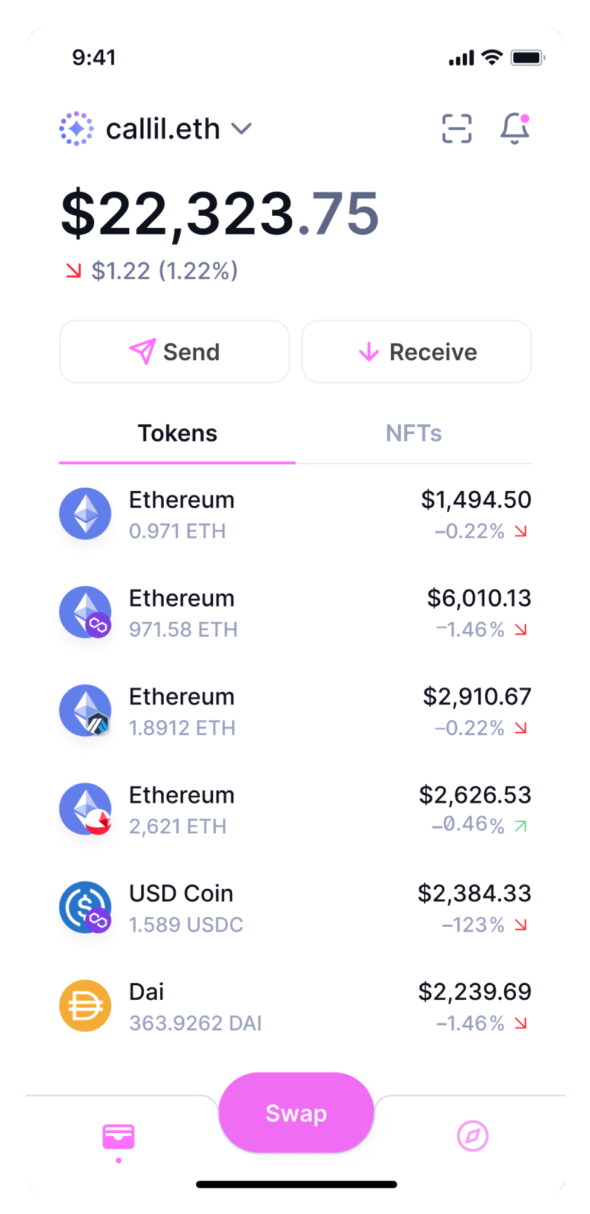 9:41
callil.eth
$22,323.75
$1.22 (1.22%)
Send
Receive
Tokens
NFTs
Ethereum $1,494.50
0.971 ETH –0.22%
Ethereum $6,010.13
971.58 ETH –1.46%
Ethereum $2,910.67
1.8912 ETH –0.22%
Ethereum $2,626.53
2,621 ETH –0.46%
USD Coin $2,384.33
1.589 USDC –123%
Dai $2,239.69
363.9262 DAI –1.46%
Swap